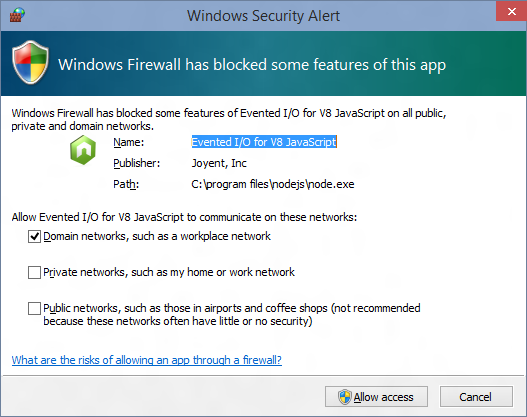 Windows Security Alert
Windows Firewall has blocked some features of this app
Windows Firewall has blocked some features of Evented I/O for V8 JavaScript on all public,
private and domain networks.
Name: Evented I/O for V8 JavaScript
Publisher: Joyent, Inc
Path: C:\program files\nodejs\node.exe
Allow Evented I/O for V8 JavaScript to communicate on these networks:
Domain networks, such as a workplace network
Private networks, such as my home or work network
Public networks, such as those in airports and coffee shops (not recommended
because these networks often have little or no security)
What are the risks of allowing an app through a firewall?
Allow access Cancel